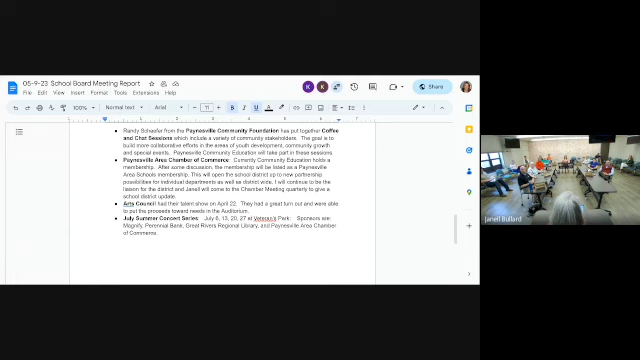 05-9-23 School Board Meeting Report
File Edit View Insert Format Tools Extensions Help
K K
Share
100% Normal text Arial 11 B I U A
Randy Schaefer from the Paynesville Community Foundation has put together Coffee
and Chat Sessions which include a variety of community stakeholders. The goal is to
build more collaborative efforts in the areas of youth development, community growth
and special events. Paynesville Community Education will take part in these sessions
Paynesville Area Chamber of Commerce: Currently Community Education holds a
membership. After some discussion, the membership will be listed as a Paynesville
Area Schools membership. This will open the school district up to new partnership
possibilities for individual departments as well as district wide. I will continue to be
the liaison for the district and Janell will come to the Chamber Meeting quarterly to give a
school district update.
Arts Council had their talent show on April 22. They had a great turn out and were able
to put the proceeds toward needs in the Auditorium.
July Summer Concert Series: July 6, 13, 20, 27 at Veteran's Park: Sponsors are:
Magnify, Perennial Bank, Great Rivers Regional Library, and Paynesville Area Chamber
of Commerce.
Janell Bullard